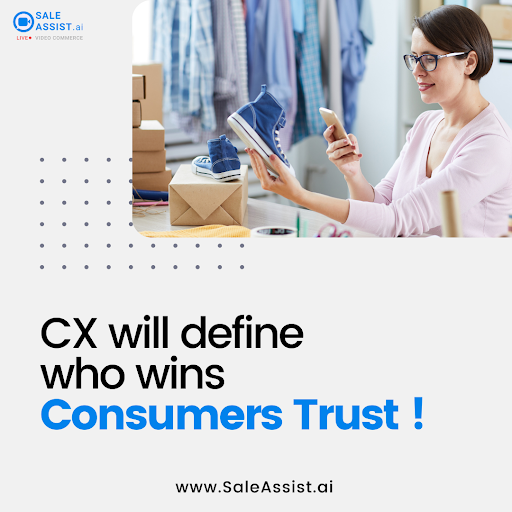 SALE
ASSIST.ai
LIVE VIDEO COMMERCE
CX will define
who wins
Consumers Trust !
www.SaleAssist.ai